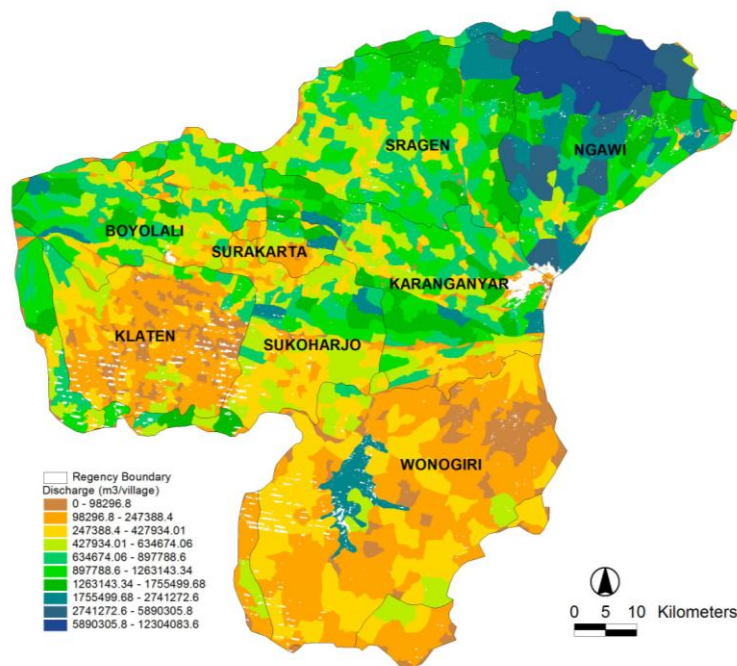 SRAGEN
NGAWI
BOYOLALI
SURAKARTA
KARANGANYAR
KLATEN
SUKOHARJO
WONOGIRI
Regency Boundary
Discharge (m3/village)
0 - 98296.8
98296.8 - 247388.4
247388.4 - 427934.01
427934.01 - 634674.06
634674.06 - 897788.6
897788.6 - 1263143.34
1263143.34 - 1755499.68
1755499.68 - 2741272.6
2741272.6 - 5890305.8
5890305.8 - 12304083.6
0 5 10 Kilometers